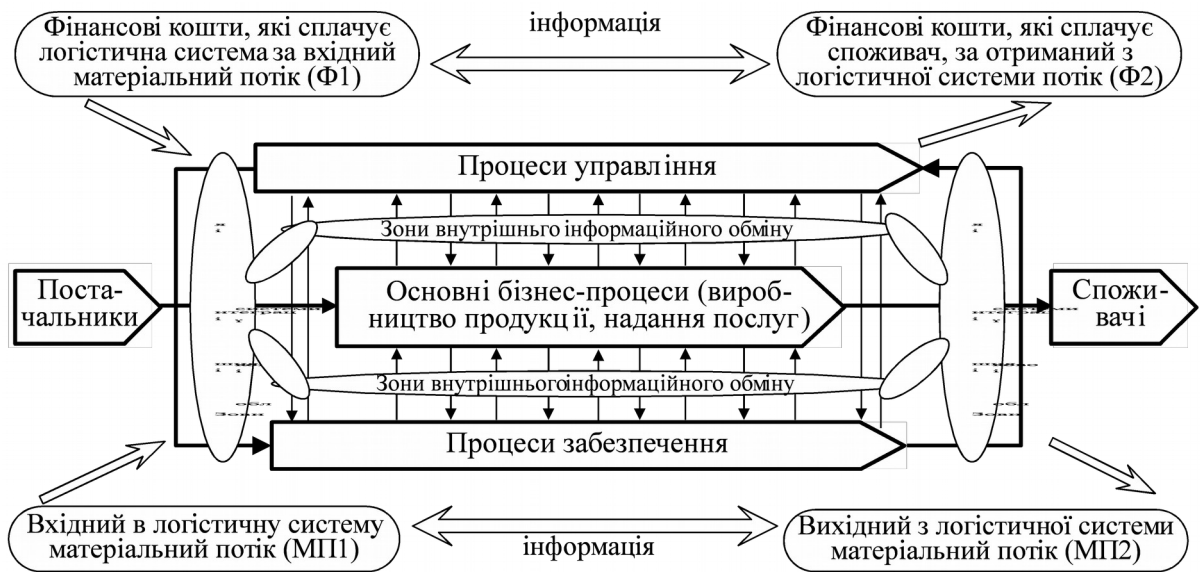 Фінансові кошти, які сплачує
логістична система за вхідний
матеріальний потік (Ф1)
інформація
Фінансові кошти, які сплачує
споживач, за отриманий з
логістичної системи потік (Ф2)
Процеси управління
Зони внутрішньго інформаційного обміну
Поста-
чальники
Основні бізнес-процеси (вироб-
ництво продукції, надання послуг)
Спожи-
вачі
Зони внутрішнього інформаційного обміну
Процеси забезпечення
Вхідний в логістичну систему
матеріальний потік (МП1)
інформація
Вихідний з логістичної системи
матеріальний потік (МП2)